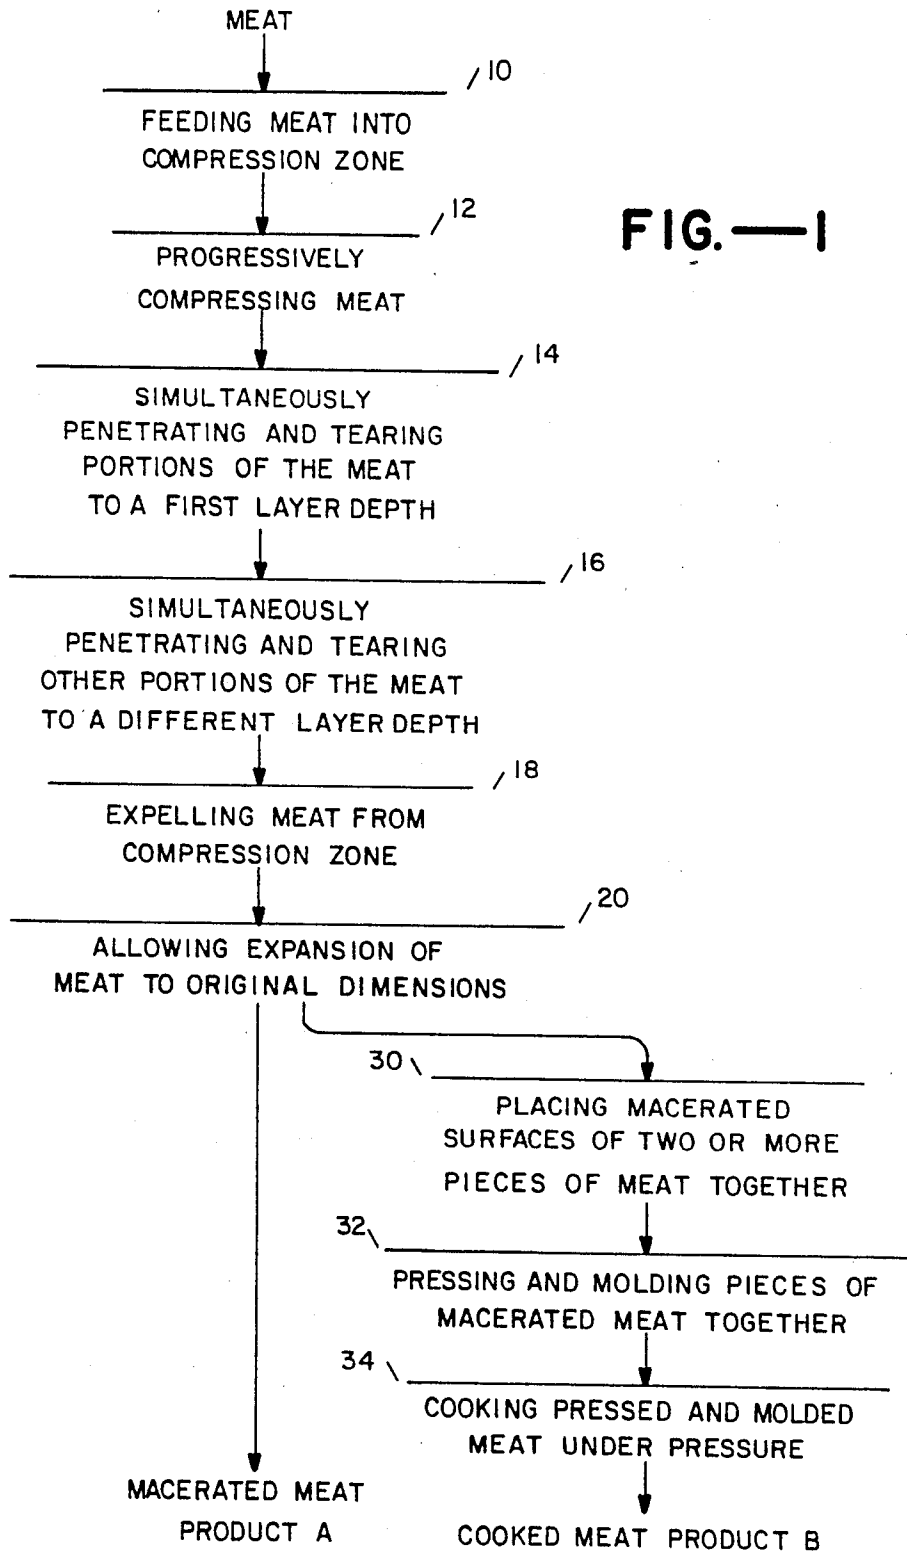 MEAT
10
FEEDING MEAT INTO
COMPRESSION ZONE
12
FIG.—1
PROGRESSIVELY
COMPRESSING MEAT
14
SIMULTANEOUSLY
PENETRATING AND TEARING
PORTIONS OF THE MEAT
TO A FIRST LAYER DEPTH
16
SIMULTANEOUSLY
PENETRATING AND TEARING
OTHER PORTIONS OF THE MEAT
TO A DIFFERENT LAYER DEPTH
18
EXPELLING MEAT FROM
COMPRESSION ZONE
20
ALLOWING EXPANSION OF
MEAT TO ORIGINAL DIMENSIONS
30
PLACING MACERATED
SURFACES OF TWO OR MORE
PIECES OF MEAT TOGETHER
32
PRESSING AND MOLDING PIECES OF
MACERATED MEAT TOGETHER
34
COOKING PRESSED AND MOLDED
MEAT UNDER PRESSURE
MACERATED MEAT
PRODUCT A
COOKED MEAT PRODUCT B